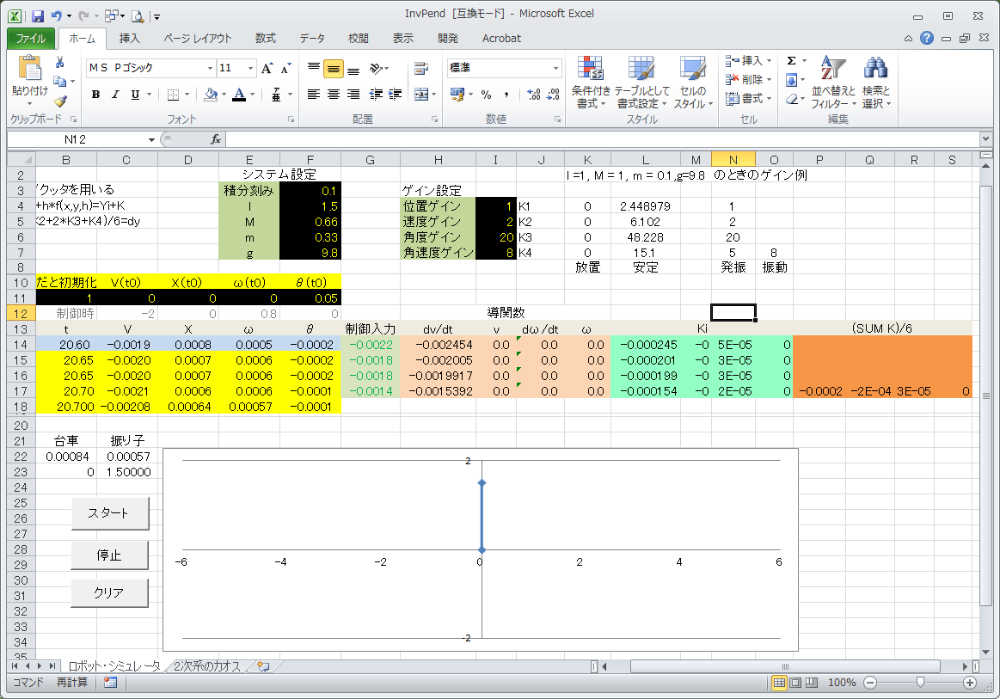 InvPend [互換モード] - Microsoft Excel
ファイル ホーム 挿入 ページ レイアウト 数式 データ 校閲 表示 開発 Acrobat
貼り付け
クリップボード
ＭＳ Ｐゴシック 11
B I U
フォント
配置
標準
数値
条件付き書式 テーブルとして書式設定 セルのスタイル
スタイル
挿入
削除
書式
セル
並べ替えとフィルター 検索と選択
編集
N12 fx
B C D E F G H I J K L M N O P Q R S
2 システム設定 l =1, M = 1, m = 0.1,g=9.8 のときのゲイン例
3 クッタを用いる 積分刻み 0.1 ゲイン設定
4 +h*f(x,y,h)=Yi+K l 1.5 位置ゲイン 1 K1 0 2.448979 1
5 K2+2*K3+K4)/6=dy M 0.66 速度ゲイン 2 K2 0 6.102 2
6 m 0.33 角度ゲイン 20 K3 0 48.228 20
7 g 9.8 角速度ゲイン 8 K4 0 15.1 5 8
8 放置 安定 発振 振動
10 だと初期化 V(t0) X(t0) ω(t0) θ(t0)
11 1 0 0 0 0.05
12 制御時 -2 0 0.8 0 導関数
13 t V X ω θ 制御入力 dv/dt v dω/dt ω Ki (SUM K)/6
14 20.60 -0.0019 0.0008 0.0005 -0.0002 -0.0022 -0.002454 0.0 0.0 0.0 -0.000245 -0 5E-05 0
15 20.65 -0.0020 0.0007 0.0006 -0.0002 -0.0018 -0.002005 0.0 0.0 0.0 -0.000201 -0 3E-05 0
16 20.65 -0.0020 0.0007 0.0006 -0.0002 -0.0018 -0.0019917 0.0 0.0 0.0 -0.000199 -0 3E-05 0
17 20.70 -0.0021 0.0006 0.0006 -0.0001 -0.0014 -0.0015392 0.0 0.0 0.0 -0.000154 -0 2E-05 0 -0.0002 -2E-04 3E-05 0
18 20.700 -0.00208 0.00064 0.00057 -0.0001
20
21 台車 振り子
22 0.00084 0.00057
23 0 1.50000
24
25
26
27
28
29
30
31
32
33
34
35
スタート
停止
クリア
2
-6 -4 -2 0 2 4 6
-2
ロボット・シミュレータ 2次系のカオス
コマンド 再計算 100%